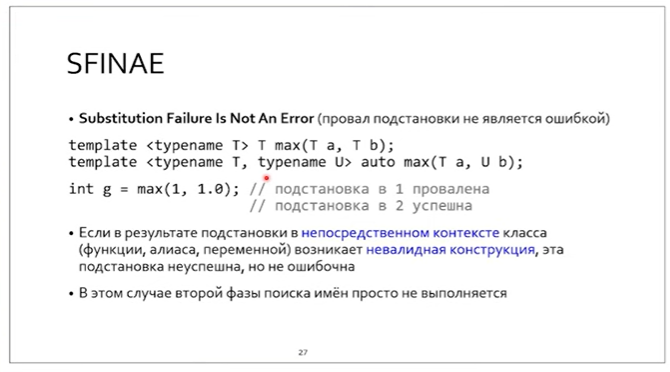 SFINAE
• Substitution Failure Is Not An Error (провал подстановки не является ошибкой)
template <typename T> T max(T a, T b);
template <typename T, typename U> auto max(T a, U b);
int g = max(1, 1.0); // подстановка в 1 провалена
// подстановка в 2 успешна
• Если в результате подстановки в непосредственном контексте класса
(функции, алиаса, переменной) возникает невалидная конструкция, эта
подстановка неуспешна, но не ошибочна
• В этом случае второй фазы поиска имён просто не выполняется
27